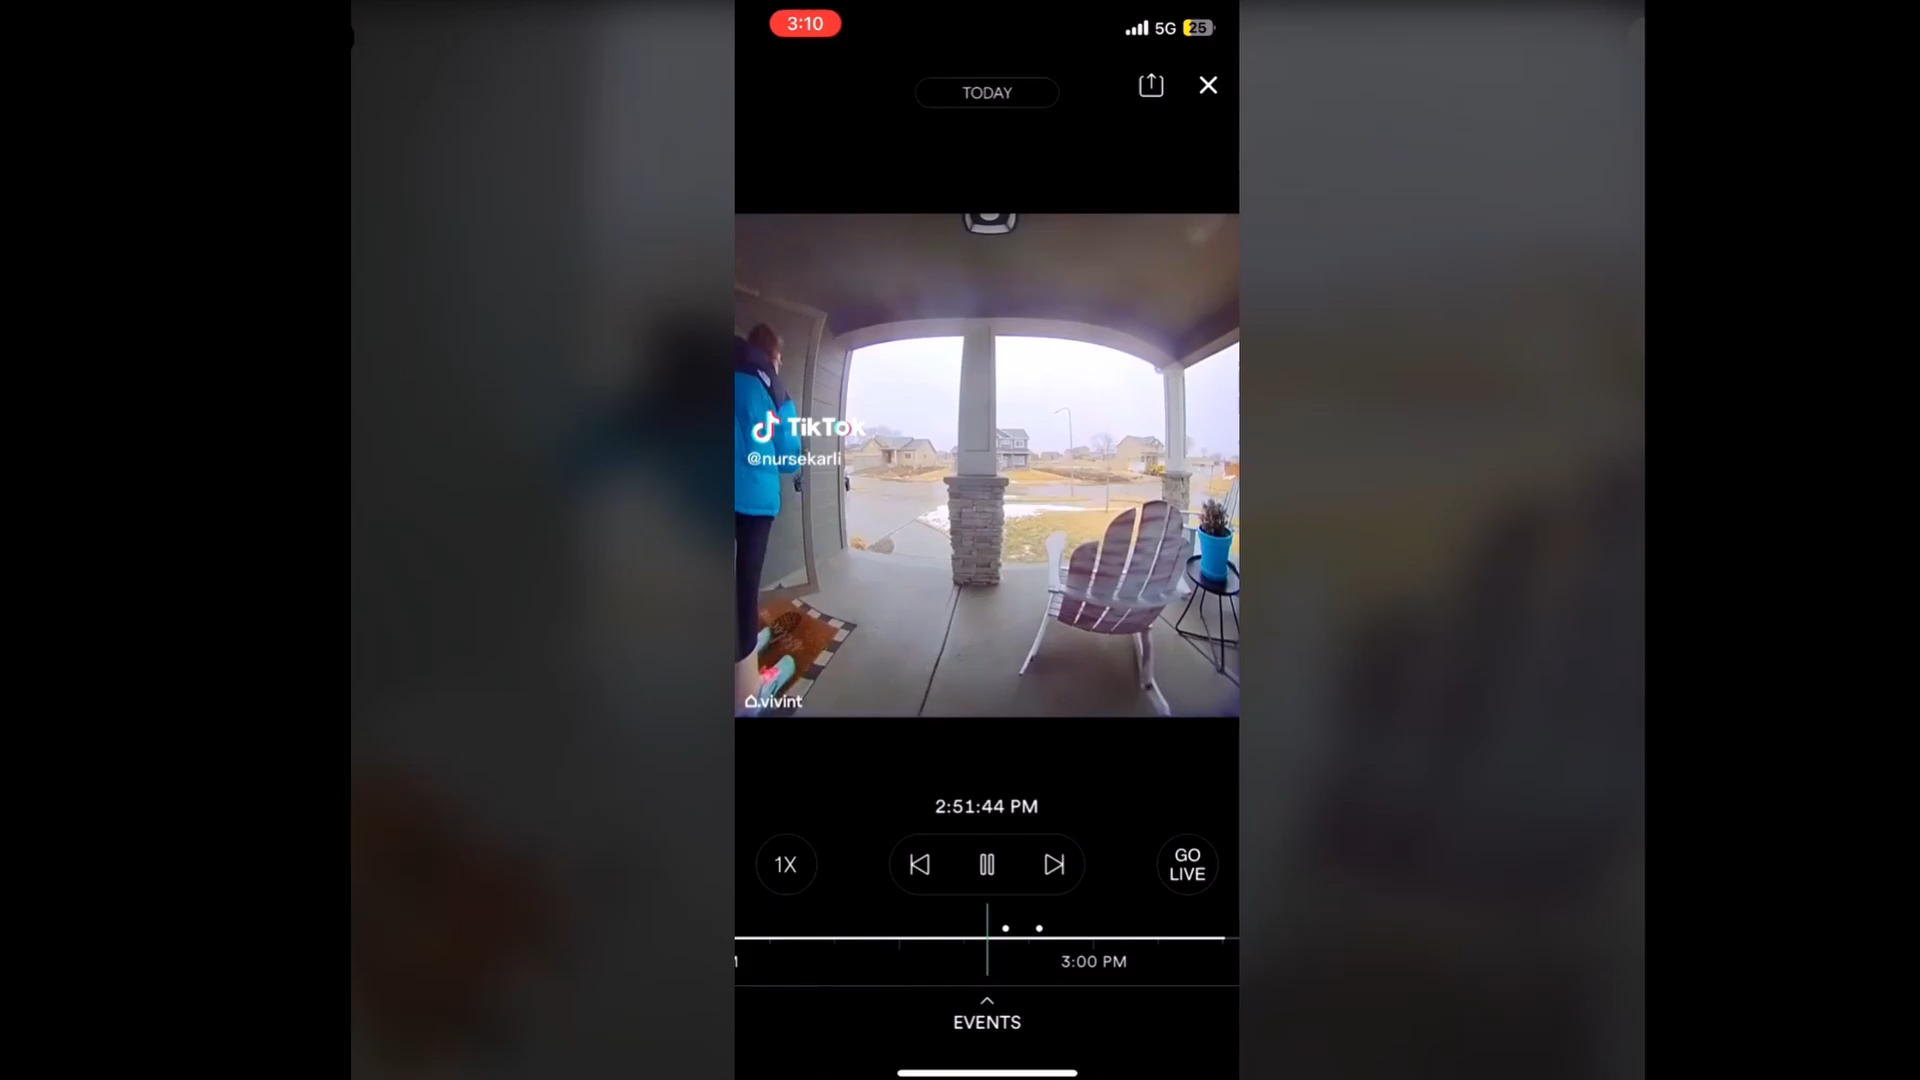 3:10
5G 25
TODAY
TikTok
@nursekarli
vivint
2:51:44 PM
1X
GO
LIVE
3:00 PM
EVENTS